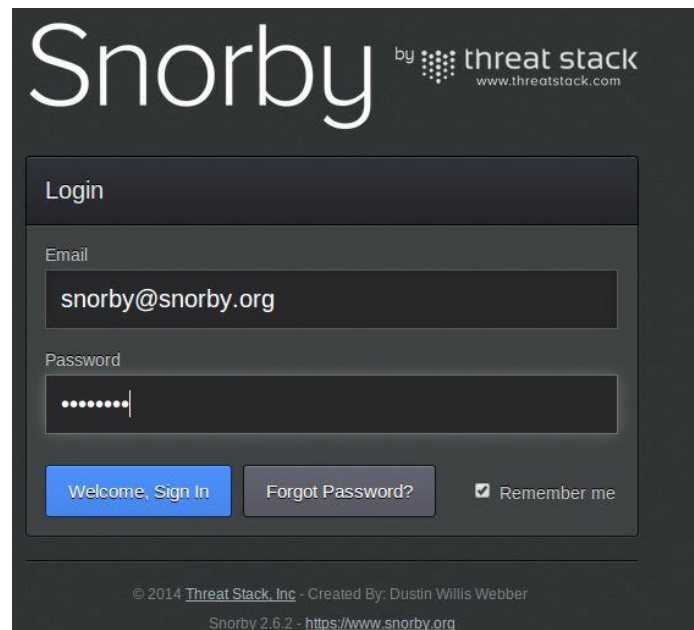 Snorby by threat stack
www.threatstack.com
Login
Email
snorby@snorby.org
Password
••••••••
Welcome, Sign In Forgot Password? Remember me
© 2014 Threat Stack, Inc - Created By: Dustin Willis Webber
Snorby 2.6.2 - https://www.snorby.org